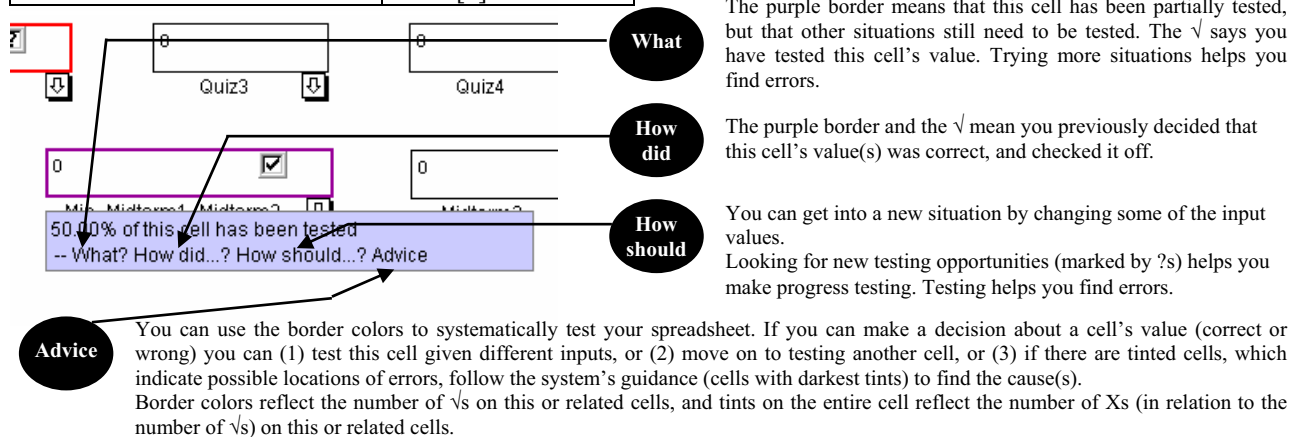 The purple border means that this cell has been partially tested,
but that other situations still need to be tested. The √ says you
have tested this cell's value. Trying more situations helps you
find errors.
What
0
0
Quiz3
Quiz4
How
did
The purple border and the √ mean you previously decided that
this cell's value(s) was correct, and checked it off.
0
0
50.00% of this cell has been tested
-- What? How did...? How should...? Advice
How
should
You can get into a new situation by changing some of the input
values.
Looking for new testing opportunities (marked by ?s) helps you
make progress testing. Testing helps you find errors.
Advice
You can use the border colors to systematically test your spreadsheet. If you can make a decision about a cell's value (correct or
wrong) you can (1) test this cell given different inputs, or (2) move on to testing another cell, or (3) if there are tinted cells, which
indicate possible locations of errors, follow the system's guidance (cells with darkest tints) to find the cause(s).
Border colors reflect the number of √s on this or related cells, and tints on the entire cell reflect the number of Xs (in relation to the
number of √s) on this or related cells.